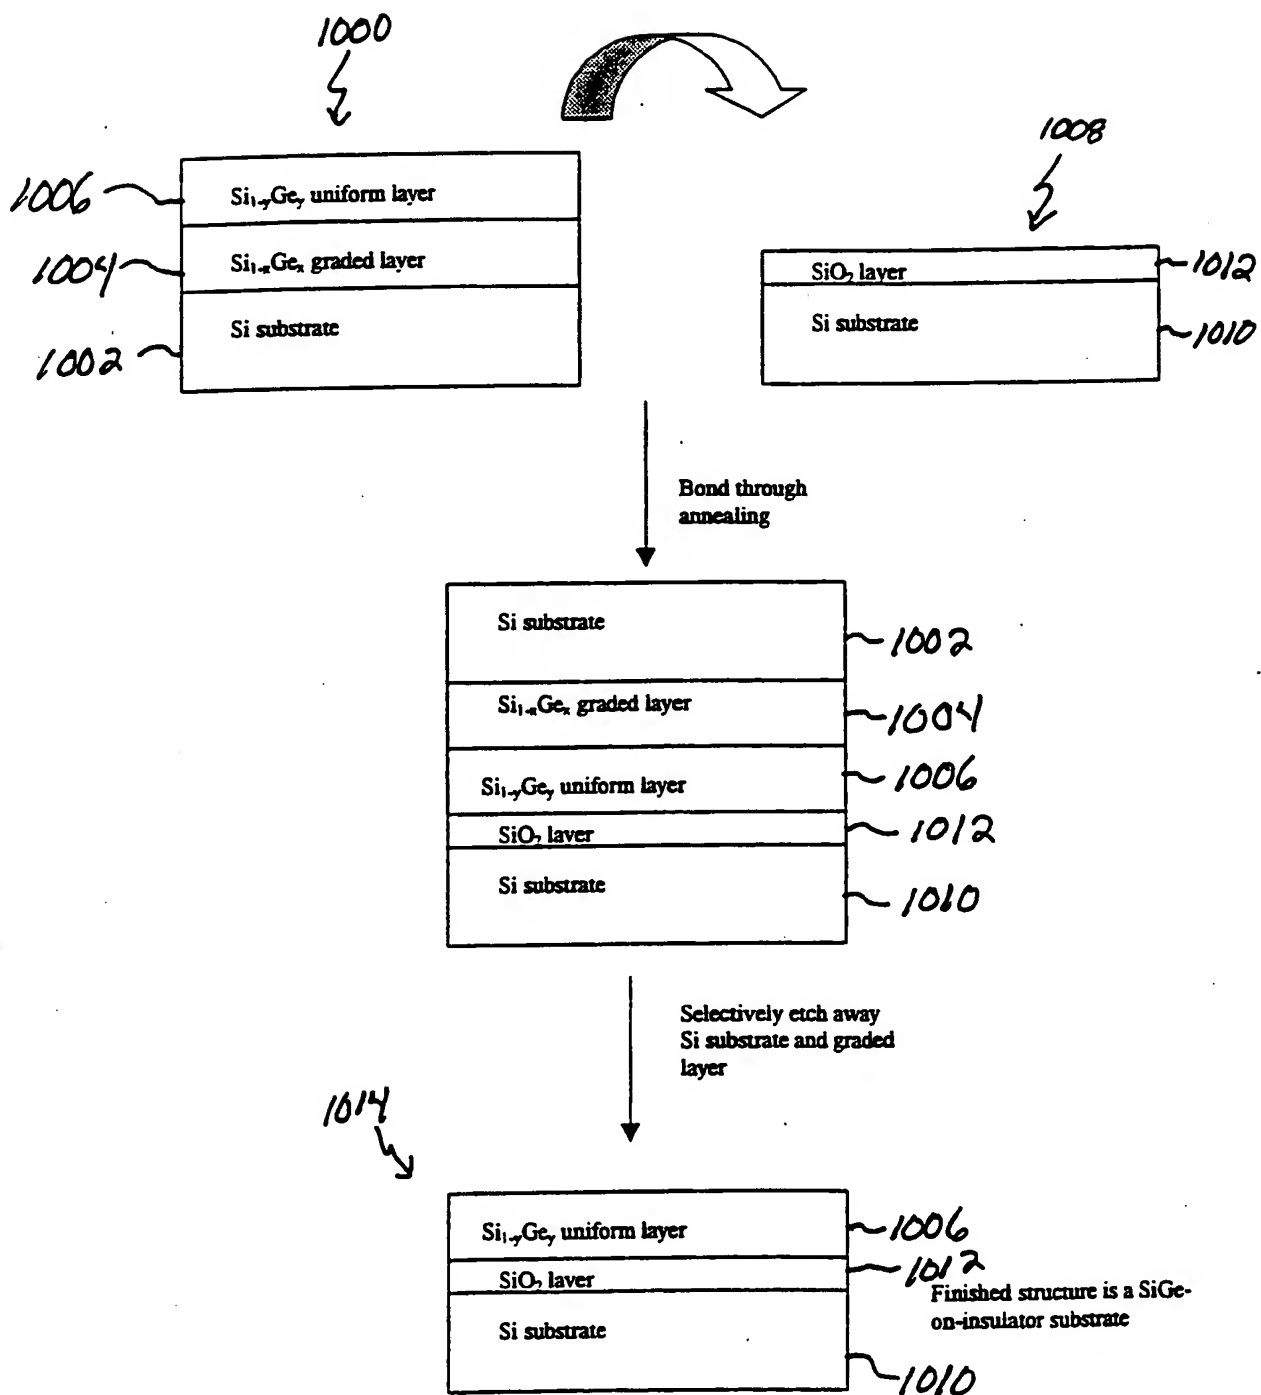 1000
1008
1006
Si₁₋yGey uniform layer
1004
Si₁₋ₓGeₓ graded layer
SiO₂ layer
1012
Si substrate
Si substrate
1010
1002
Bond through
annealing
Si substrate
1002
Si₁₋ₓGeₓ graded layer
1004
Si₁₋yGey uniform layer
1006
SiO₂ layer
1012
Si substrate
1010
Selectively etch away
Si substrate and graded
layer
1014
Si₁₋yGey uniform layer
1006
SiO₂ layer
1012
Finished structure is a SiGe-
on-insulator substrate
Si substrate
1010